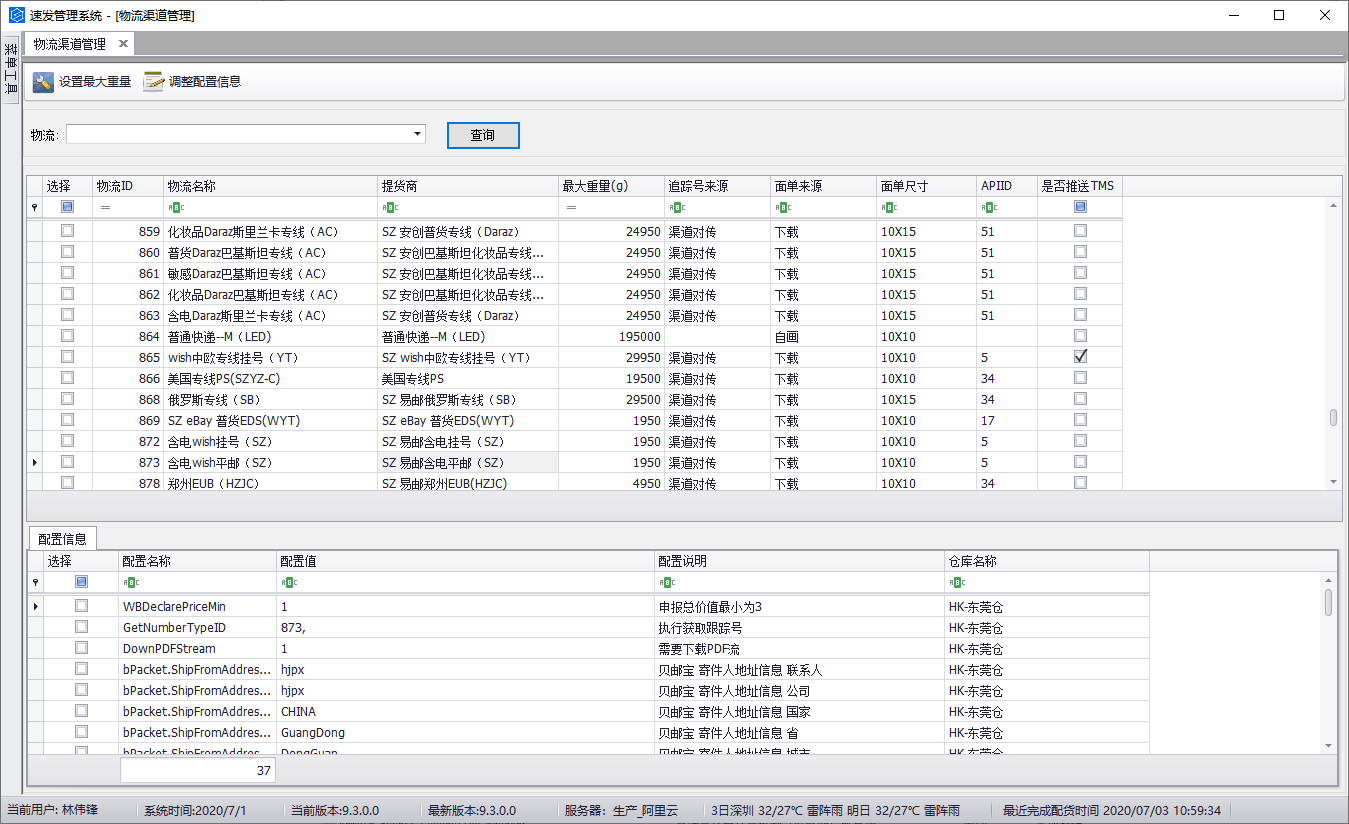 速发管理系统 - [物流渠道管理]
菜单工具
物流渠道管理
设置最大重量 调整配置信息
物流: 查询
选择 物流ID 物流名称 提货商 最大重量(g) 追踪号来源 面单来源 面单尺寸 APIID 是否推送TMS
= ABC ABC = ABC ABC ABC ABC
859 化妆品Daraz斯里兰卡专线（AC） SZ 安创普货专线（Daraz） 24950 渠道对传 下载 10X15 51
860 普货Daraz巴基斯坦专线（AC） SZ 安创巴基斯坦化妆品专线... 24950 渠道对传 下载 10X15 51
861 敏感Daraz巴基斯坦专线（AC） SZ 安创巴基斯坦化妆品专线... 24950 渠道对传 下载 10X15 51
862 化妆品Daraz巴基斯坦专线（AC） SZ 安创巴基斯坦化妆品专线... 24950 渠道对传 下载 10X15 51
863 含电Daraz斯里兰卡专线（AC） SZ 安创普货专线（Daraz） 24950 渠道对传 下载 10X15 51
864 普通快递--M（LED） 普通快递--M（LED） 195000 自画 10X10
865 wish中欧专线挂号（YT） SZ wish中欧专线挂号（YT） 29950 渠道对传 下载 10X10 5
866 美国专线PS(SZYZ-C) 美国专线PS 19500 渠道对传 下载 10X10 34
868 俄罗斯专线（SB） SZ 易邮俄罗斯专线（SB） 29500 渠道对传 下载 10X15 34
869 SZ eBay 普货EDS(WYT) SZ eBay 普货EDS(WYT) 1950 渠道对传 下载 10X10 17
872 含电wish挂号（SZ） SZ 易邮含电挂号（SZ） 1950 渠道对传 下载 10X10 5
873 含电wish平邮（SZ） SZ 易邮含电平邮（SZ） 1950 渠道对传 下载 10X10 5
878 郑州EUB（HZJC） SZ 易邮郑州EUB(HZJC) 4950 渠道对传 下载 10X10 34
配置信息
选择 配置名称 配置值 配置说明 仓库名称
ABC ABC ABC ABC
WBDeclarePriceMin 1 申报总价值最小为3 HK-东莞仓
GetNumberTypeID 873, 执行获取跟踪号 HK-东莞仓
DownPDFStream 1 需要下载PDF流 HK-东莞仓
bPacket.ShipFromAddres... hjpx 贝邮宝 寄件人地址信息 联系人 HK-东莞仓
bPacket.ShipFromAddres... hjpx 贝邮宝 寄件人地址信息 公司 HK-东莞仓
bPacket.ShipFromAddres... CHINA 贝邮宝 寄件人地址信息 国家 HK-东莞仓
bPacket.ShipFromAddres... GuangDong 贝邮宝 寄件人地址信息 省 HK-东莞仓
bPacket.ShipFromAddres... DongGuan 贝邮宝 寄件人地址信息 城市 HK-东莞仓
37
当前用户: 林伟锋 系统时间:2020/7/1 当前版本:9.3.0.0 最新版本:9.3.0.0 服务器: 生产_阿里云 3日深圳 32/27℃ 雷阵雨 明日 32/27℃ 雷阵雨 最近完成配货时间 2020/07/03 10:59:34